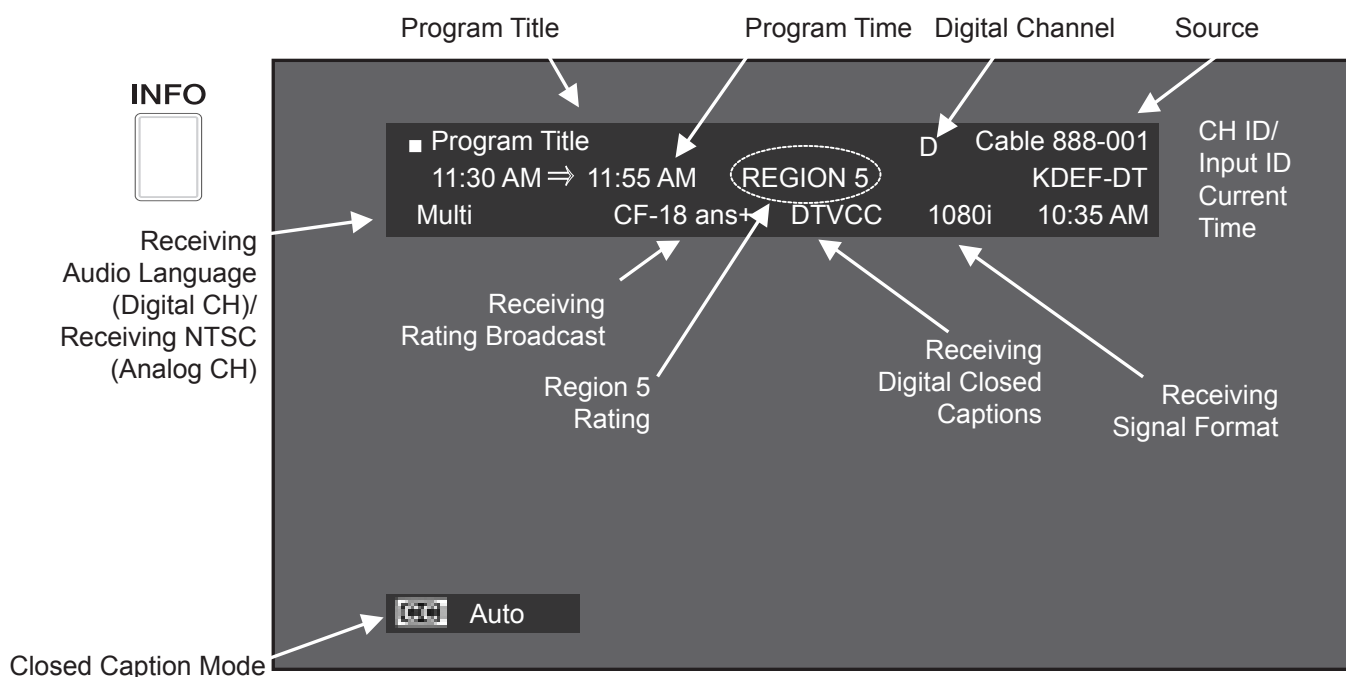 Program Title Program Time Digital Channel Source
INFO
■ Program Title D Cable 888-001
11:30 AM ⇒ 11:55 AM REGION 5 KDEF-DT
Multi CF-18 ans+ DTVCC 1080i 10:35 AM
CH ID/
Input ID
Current
Time
Receiving
Audio Language
(Digital CH)/
Receiving NTSC
(Analog CH)
Receiving
Rating Broadcast
Region 5
Rating
Receiving
Digital Closed
Captions
Receiving
Signal Format
Auto
Closed Caption Mode